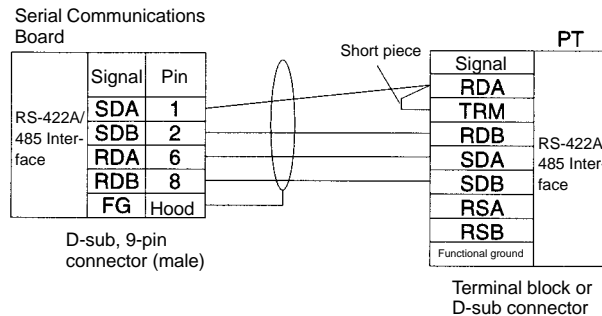 Serial Communications
Board
Signal Pin
RS-422A/
485 Inter-
face
SDA 1
SDB 2
RDA 6
RDB 8
FG Hood
D-sub, 9-pin
connector (male)
Short piece
PT
Signal
RDA
TRM
RDB
SDA
SDB
RSA
RSB
Functional ground
RS-422A
485 Inter-
face
Terminal block or
D-sub connector